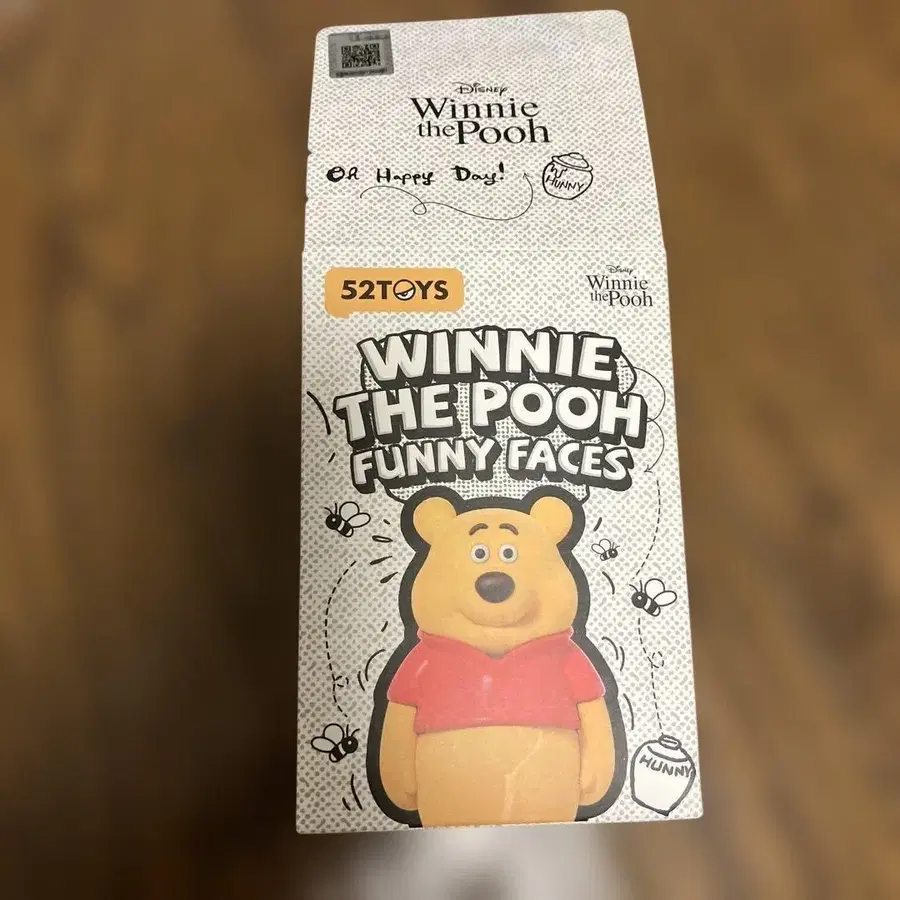 Disney
Winnie
the Pooh
Oh Happy Day!
HUNNY
52TOYS
Disney
Winnie
the Pooh
WINNIE
THE POOH
FUNNY FACES
HUNNY